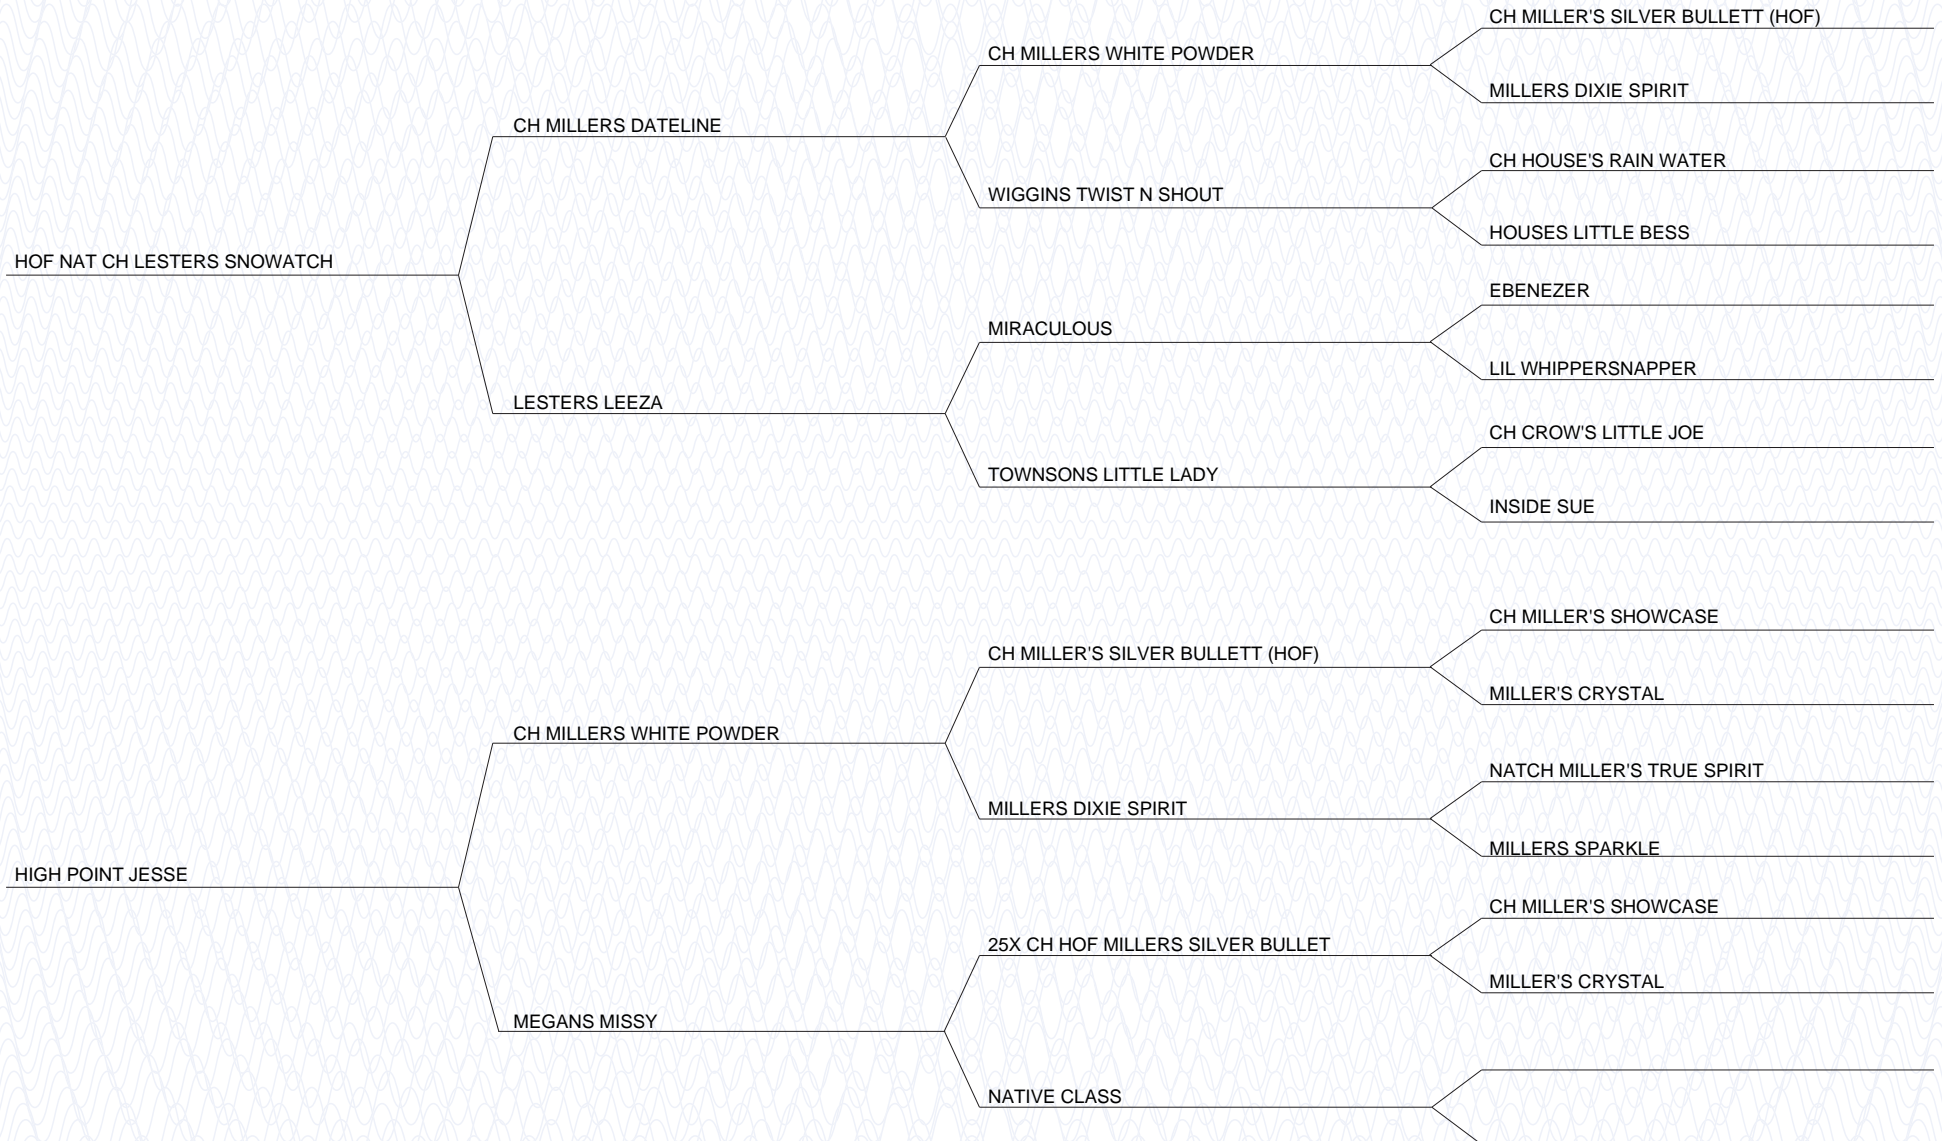 CH MILLER'S SILVER BULLETT (HOF)
CH MILLERS WHITE POWDER
MILLERS DIXIE SPIRIT
CH MILLERS DATELINE
CH HOUSE'S RAIN WATER
WIGGINS TWIST N SHOUT
HOUSES LITTLE BESS
HOF NAT CH LESTERS SNOWATCH
EBENEZER
MIRACULOUS
LIL WHIPPERSNAPPER
LESTERS LEEZA
CH CROW'S LITTLE JOE
TOWNSONS LITTLE LADY
INSIDE SUE
CH MILLER'S SHOWCASE
CH MILLER'S SILVER BULLETT (HOF)
MILLER'S CRYSTAL
CH MILLERS WHITE POWDER
NATCH MILLER'S TRUE SPIRIT
MILLERS DIXIE SPIRIT
MILLERS SPARKLE
HIGH POINT JESSE
CH MILLER'S SHOWCASE
25X CH HOF MILLERS SILVER BULLET
MILLER'S CRYSTAL
MEGANS MISSY
NATIVE CLASS